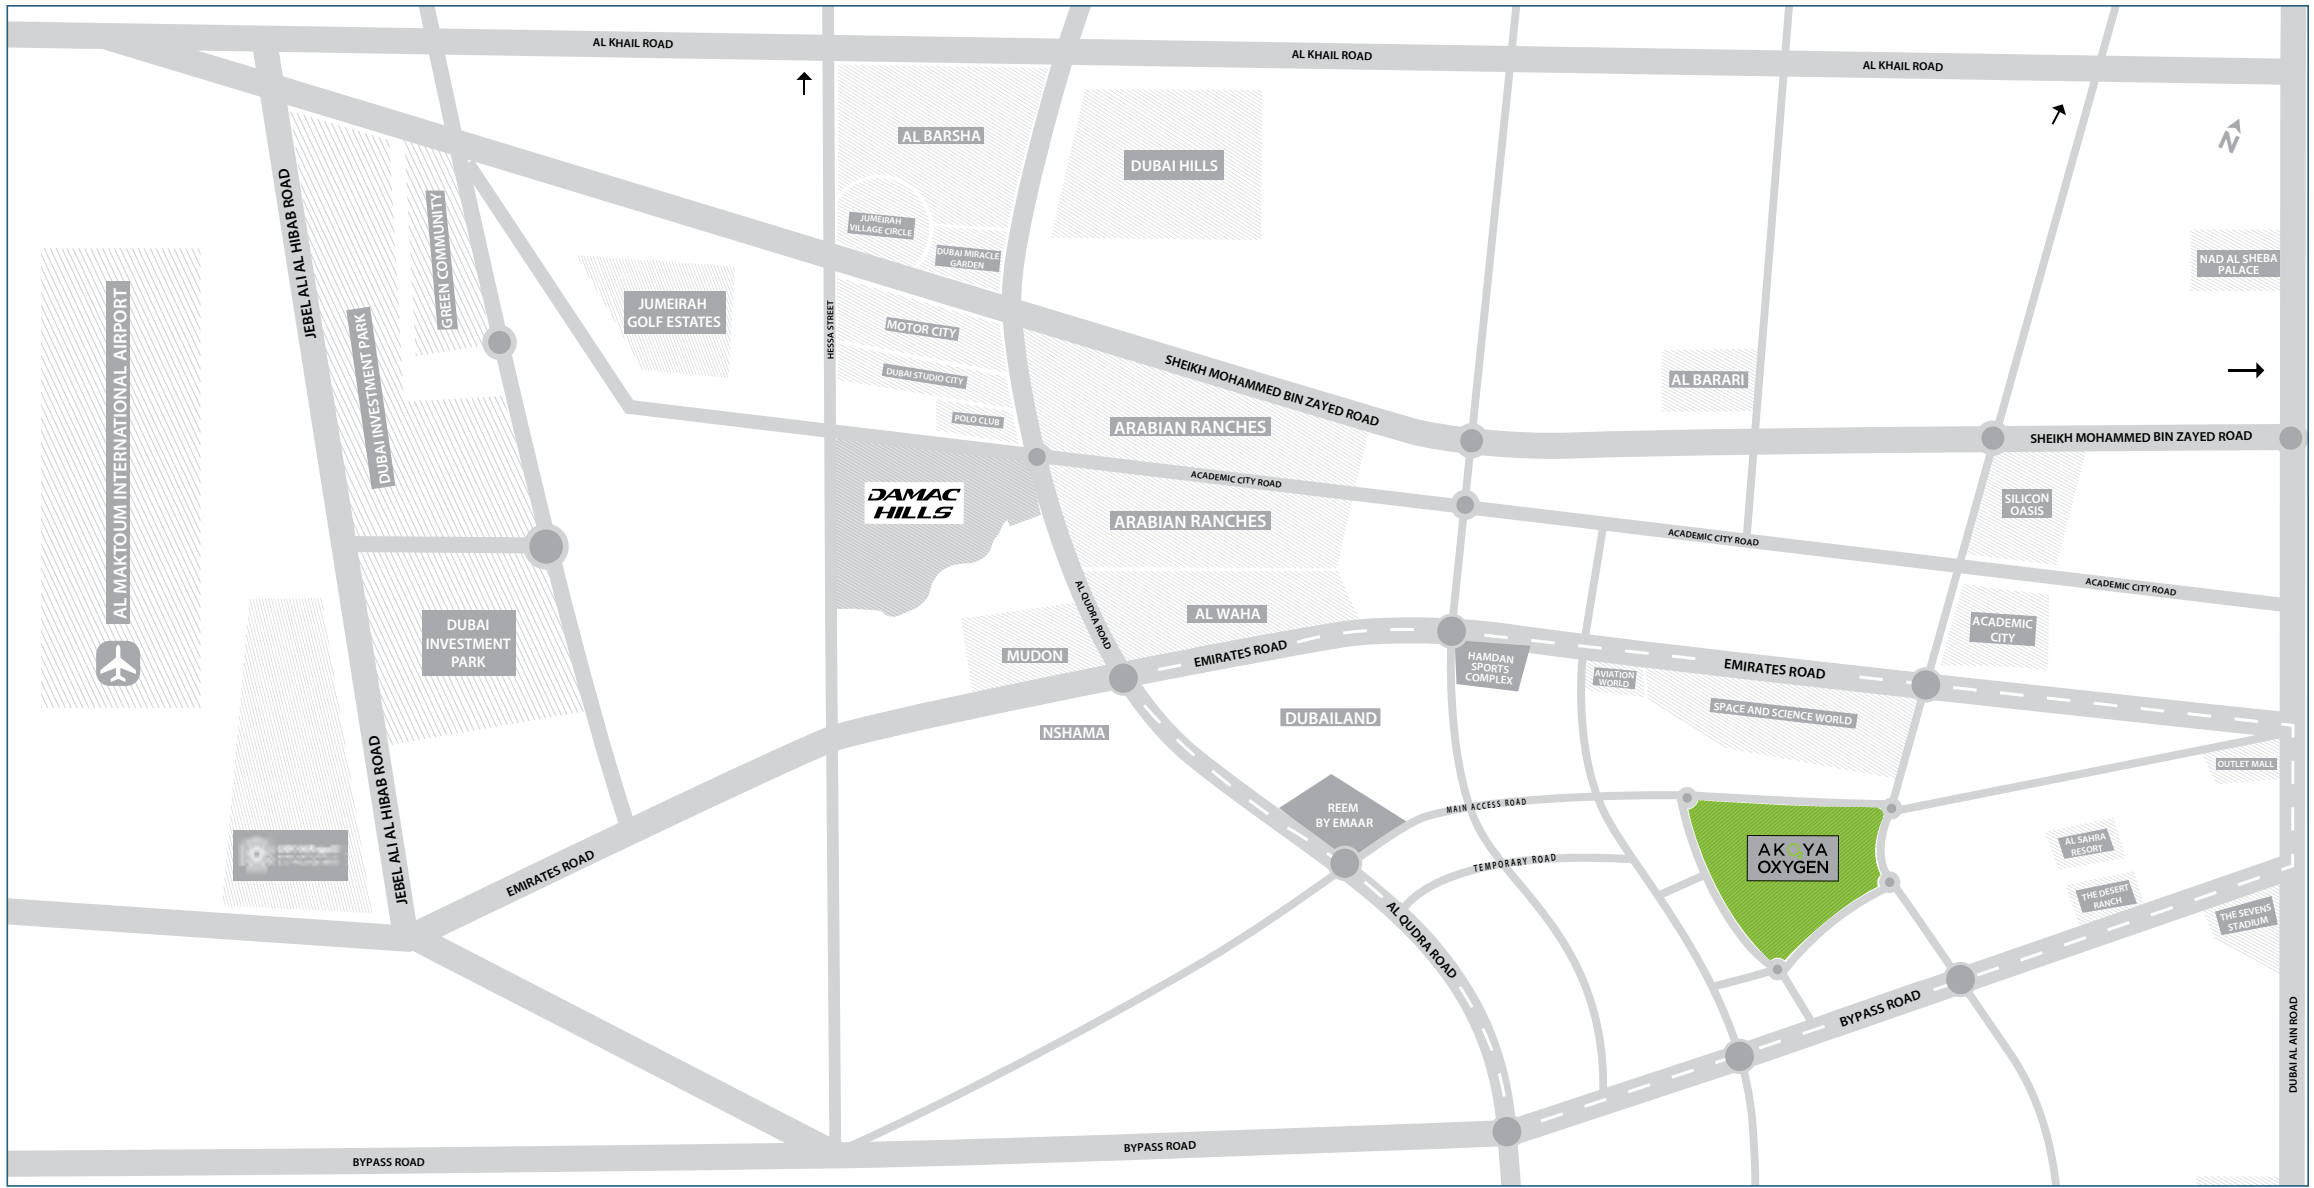 AL KHAIL ROAD
AL KHAIL ROAD
AL KHAIL ROAD
AL BARSHA
DUBAI HILLS
N
JEBEL ALI AL HIBAB ROAD
GREEN COMMUNITY
JUMEIRAH
VILLAGE CIRCLE
DUBAI MIRACLE
GARDEN
NAD AL SHEBA
PALACE
JUMEIRAH
GOLF ESTATES
HESSA STREET
MOTOR CITY
DUBAI STUDIO CITY
POLO CLUB
SHEIKH MOHAMMED BIN ZAYED ROAD
AL BARARI
AL MAKTOUM INTERNATIONAL AIRPORT
DUBAI INVESTMENT PARK
ARABIAN RANCHES
SHEIKH MOHAMMED BIN ZAYED ROAD
ACADEMIC CITY ROAD
DAMAC
HILLS
ARABIAN RANCHES
SILICON
OASIS
ACADEMIC CITY ROAD
ACADEMIC CITY ROAD
AL QUDRA ROAD
AL WAHA
DUBAI
INVESTMENT
PARK
ACADEMIC
CITY
MUDON
EMIRATES ROAD
HAMDAN
SPORTS
COMPLEX
AVIATION
WORLD
EMIRATES ROAD
SPACE AND SCIENCE WORLD
NSHAMA
DUBAILAND
OUTLET MALL
JEBEL ALI AL HIBAB ROAD
REEM
BY EMAAR
MAIN ACCESS ROAD
TEMPORARY ROAD
AKOYA
OXYGEN
AL SAHRA
RESORT
THE DESERT
RANCH
THE SEVENS
STADIUM
EMIRATES ROAD
AL QUDRA ROAD
BYPASS ROAD
DUBAI AL AIN ROAD
BYPASS ROAD
BYPASS ROAD